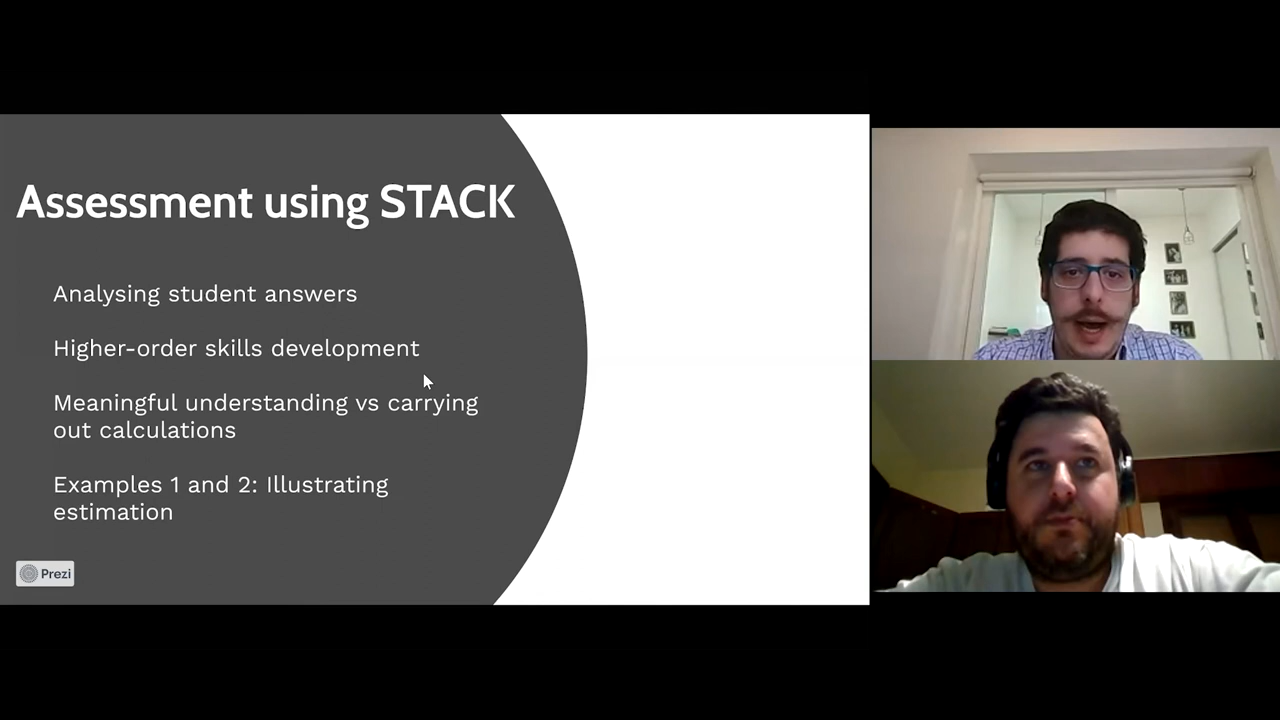 Assessment using STACK
Analysing student answers
Higher-order skills development
Meaningful understanding vs carrying
out calculations
Examples 1 and 2: Illustrating
estimation
Prezi